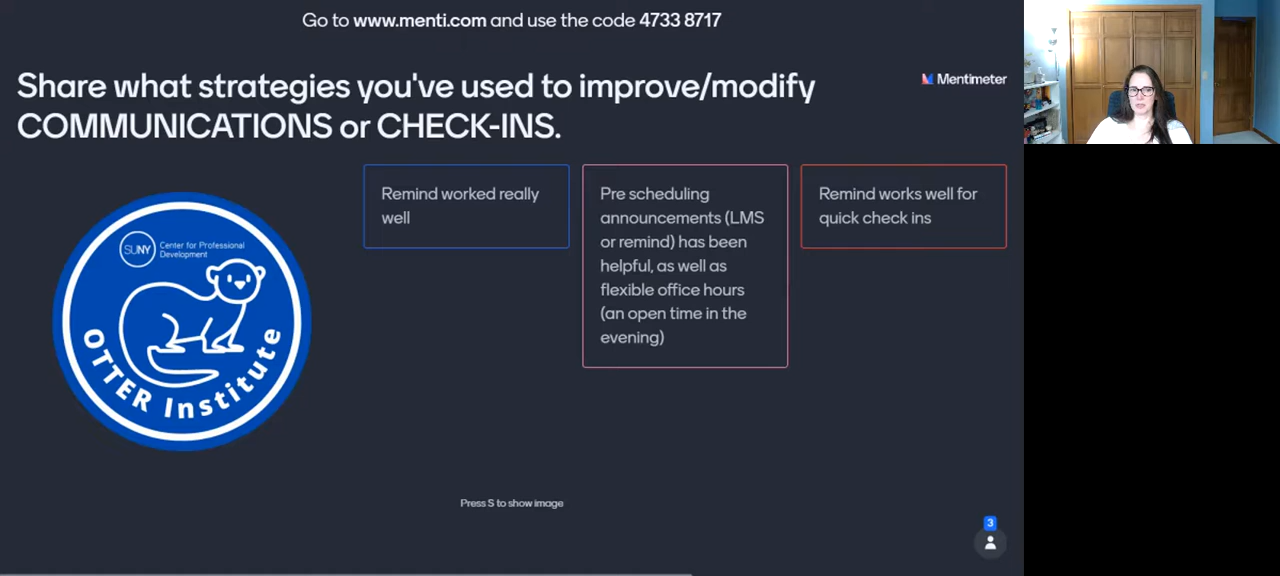 Go to www.menti.com and use the code 4733 8717
Share what strategies you've used to improve/modify
COMMUNICATIONS or CHECK-INS.
Mentimeter
SUNY
Center for Professional
Development
OTTER Institute
Remind worked really
well
Pre scheduling
announcements (LMS
or remind) has been
helpful, as well as
flexible office hours
(an open time in the
evening)
Remind works well for
quick check ins
Press S to show image
3